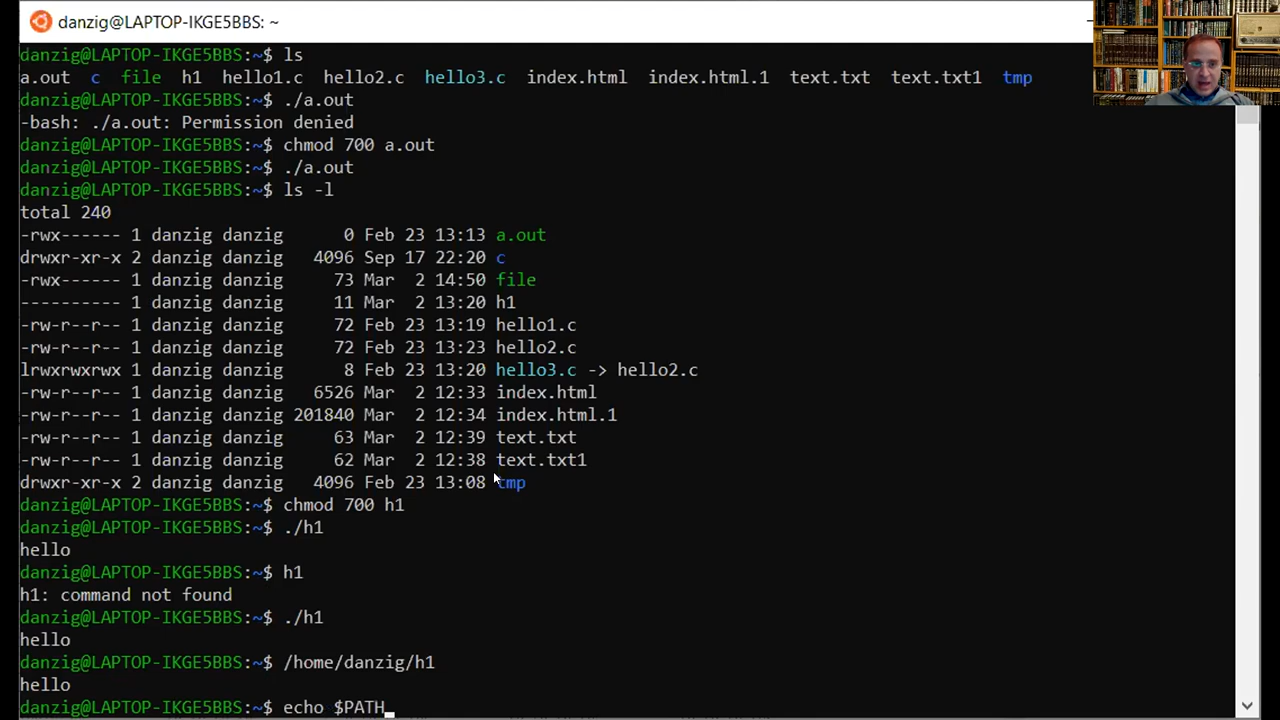 danzig@LAPTOP-IKGE5BBS: ~
danzig@LAPTOP-IKGE5BBS:~$ ls
a.out  c  file  h1  hello1.c  hello2.c  hello3.c  index.html  index.html.1  text.txt  text.txt1  tmp
danzig@LAPTOP-IKGE5BBS:~$ ./a.out
-bash: ./a.out: Permission denied
danzig@LAPTOP-IKGE5BBS:~$ chmod 700 a.out
danzig@LAPTOP-IKGE5BBS:~$ ./a.out
danzig@LAPTOP-IKGE5BBS:~$ ls -l
total 240
-rwx------ 1 danzig danzig      0 Feb 23 13:13 a.out
drwxr-xr-x 2 danzig danzig   4096 Sep 17 22:20 c
-rwx------ 1 danzig danzig     73 Mar  2 14:50 file
---------- 1 danzig danzig     11 Mar  2 13:20 h1
-rw-r--r-- 1 danzig danzig     72 Feb 23 13:19 hello1.c
-rw-r--r-- 1 danzig danzig     72 Feb 23 13:23 hello2.c
lrwxrwxrwx 1 danzig danzig      8 Feb 23 13:20 hello3.c -> hello2.c
-rw-r--r-- 1 danzig danzig   6526 Mar  2 12:33 index.html
-rw-r--r-- 1 danzig danzig 201840 Mar  2 12:34 index.html.1
-rw-r--r-- 1 danzig danzig     63 Mar  2 12:39 text.txt
-rw-r--r-- 1 danzig danzig     62 Mar  2 12:38 text.txt1
drwxr-xr-x 2 danzig danzig   4096 Feb 23 13:08 tmp
danzig@LAPTOP-IKGE5BBS:~$ chmod 700 h1
danzig@LAPTOP-IKGE5BBS:~$ ./h1
hello
danzig@LAPTOP-IKGE5BBS:~$ h1
h1: command not found
danzig@LAPTOP-IKGE5BBS:~$ ./h1
hello
danzig@LAPTOP-IKGE5BBS:~$ /home/danzig/h1
hello
danzig@LAPTOP-IKGE5BBS:~$ echo $PATH